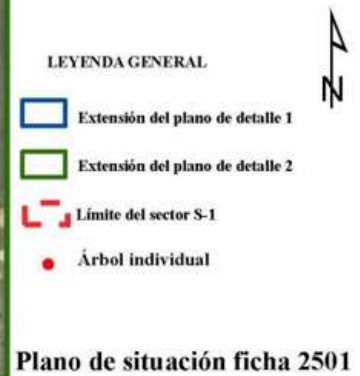 N
LEYENDA GENERAL
Extensión del plano de detalle 1
Extensión del plano de detalle 2
Límite del sector S-1
Árbol individual
Plano de situación ficha 2501